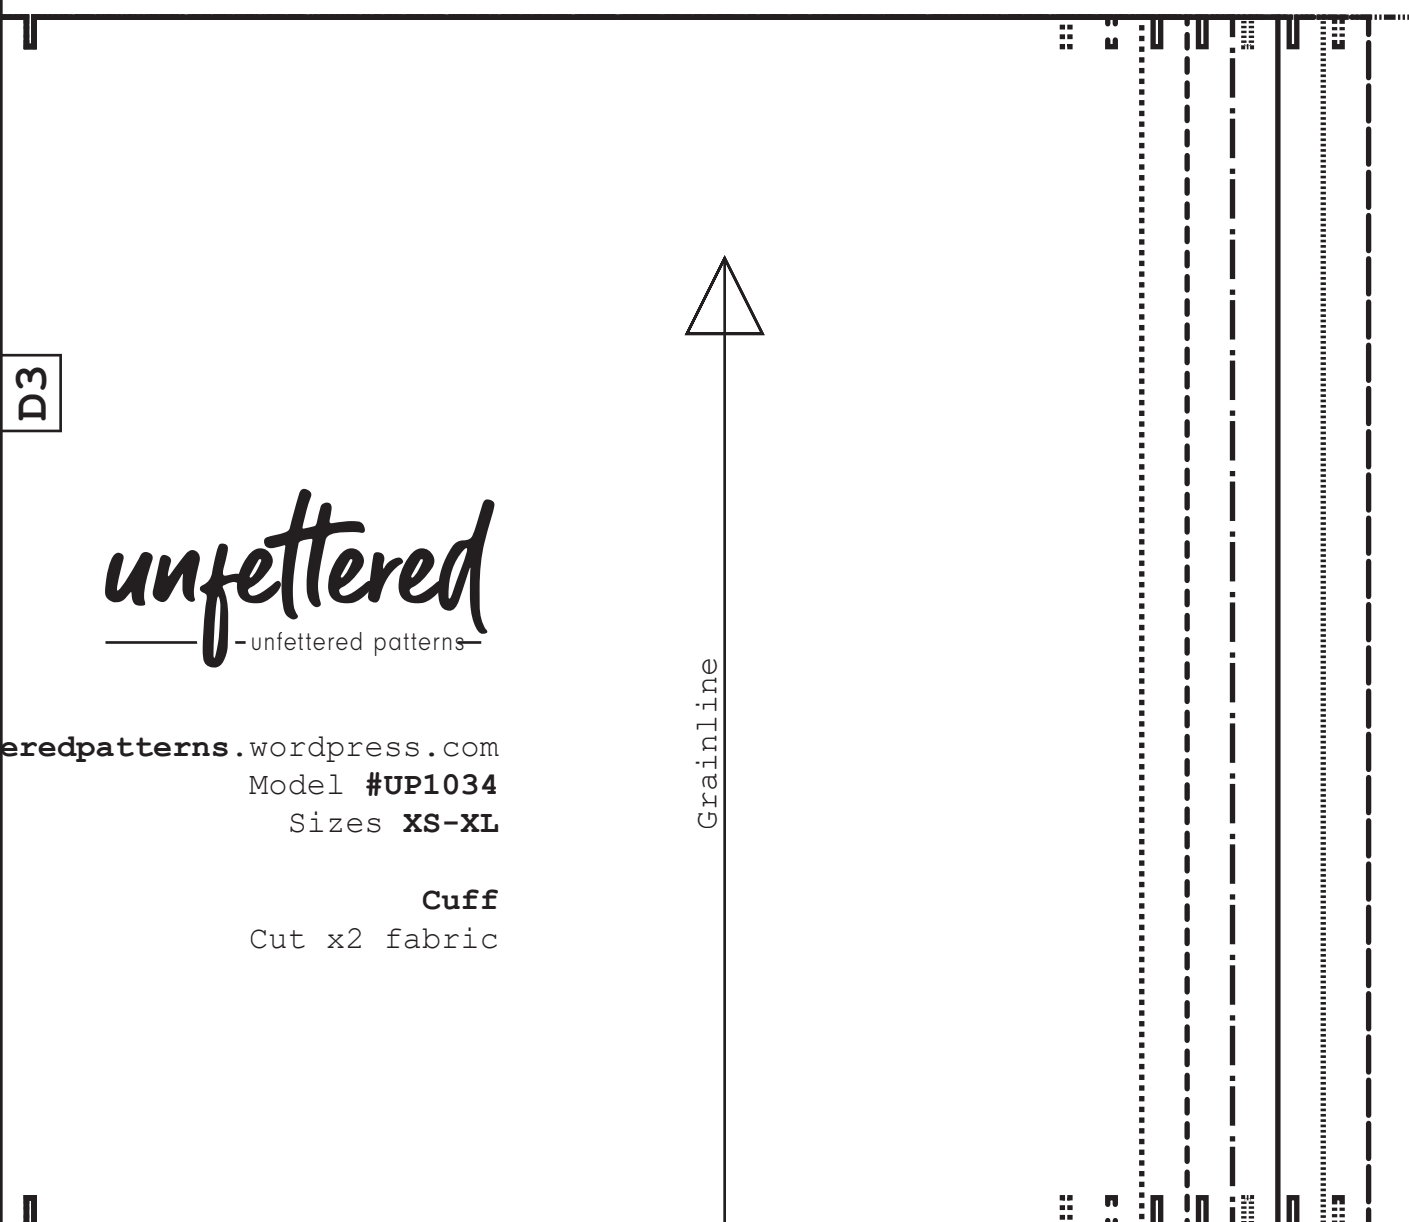 D3
unfettered
unfettered patterns
eredpatterns.wordpress.com
Model #UP1034
Sizes XS-XL
Cuff
Cut x2 fabric
Grainline